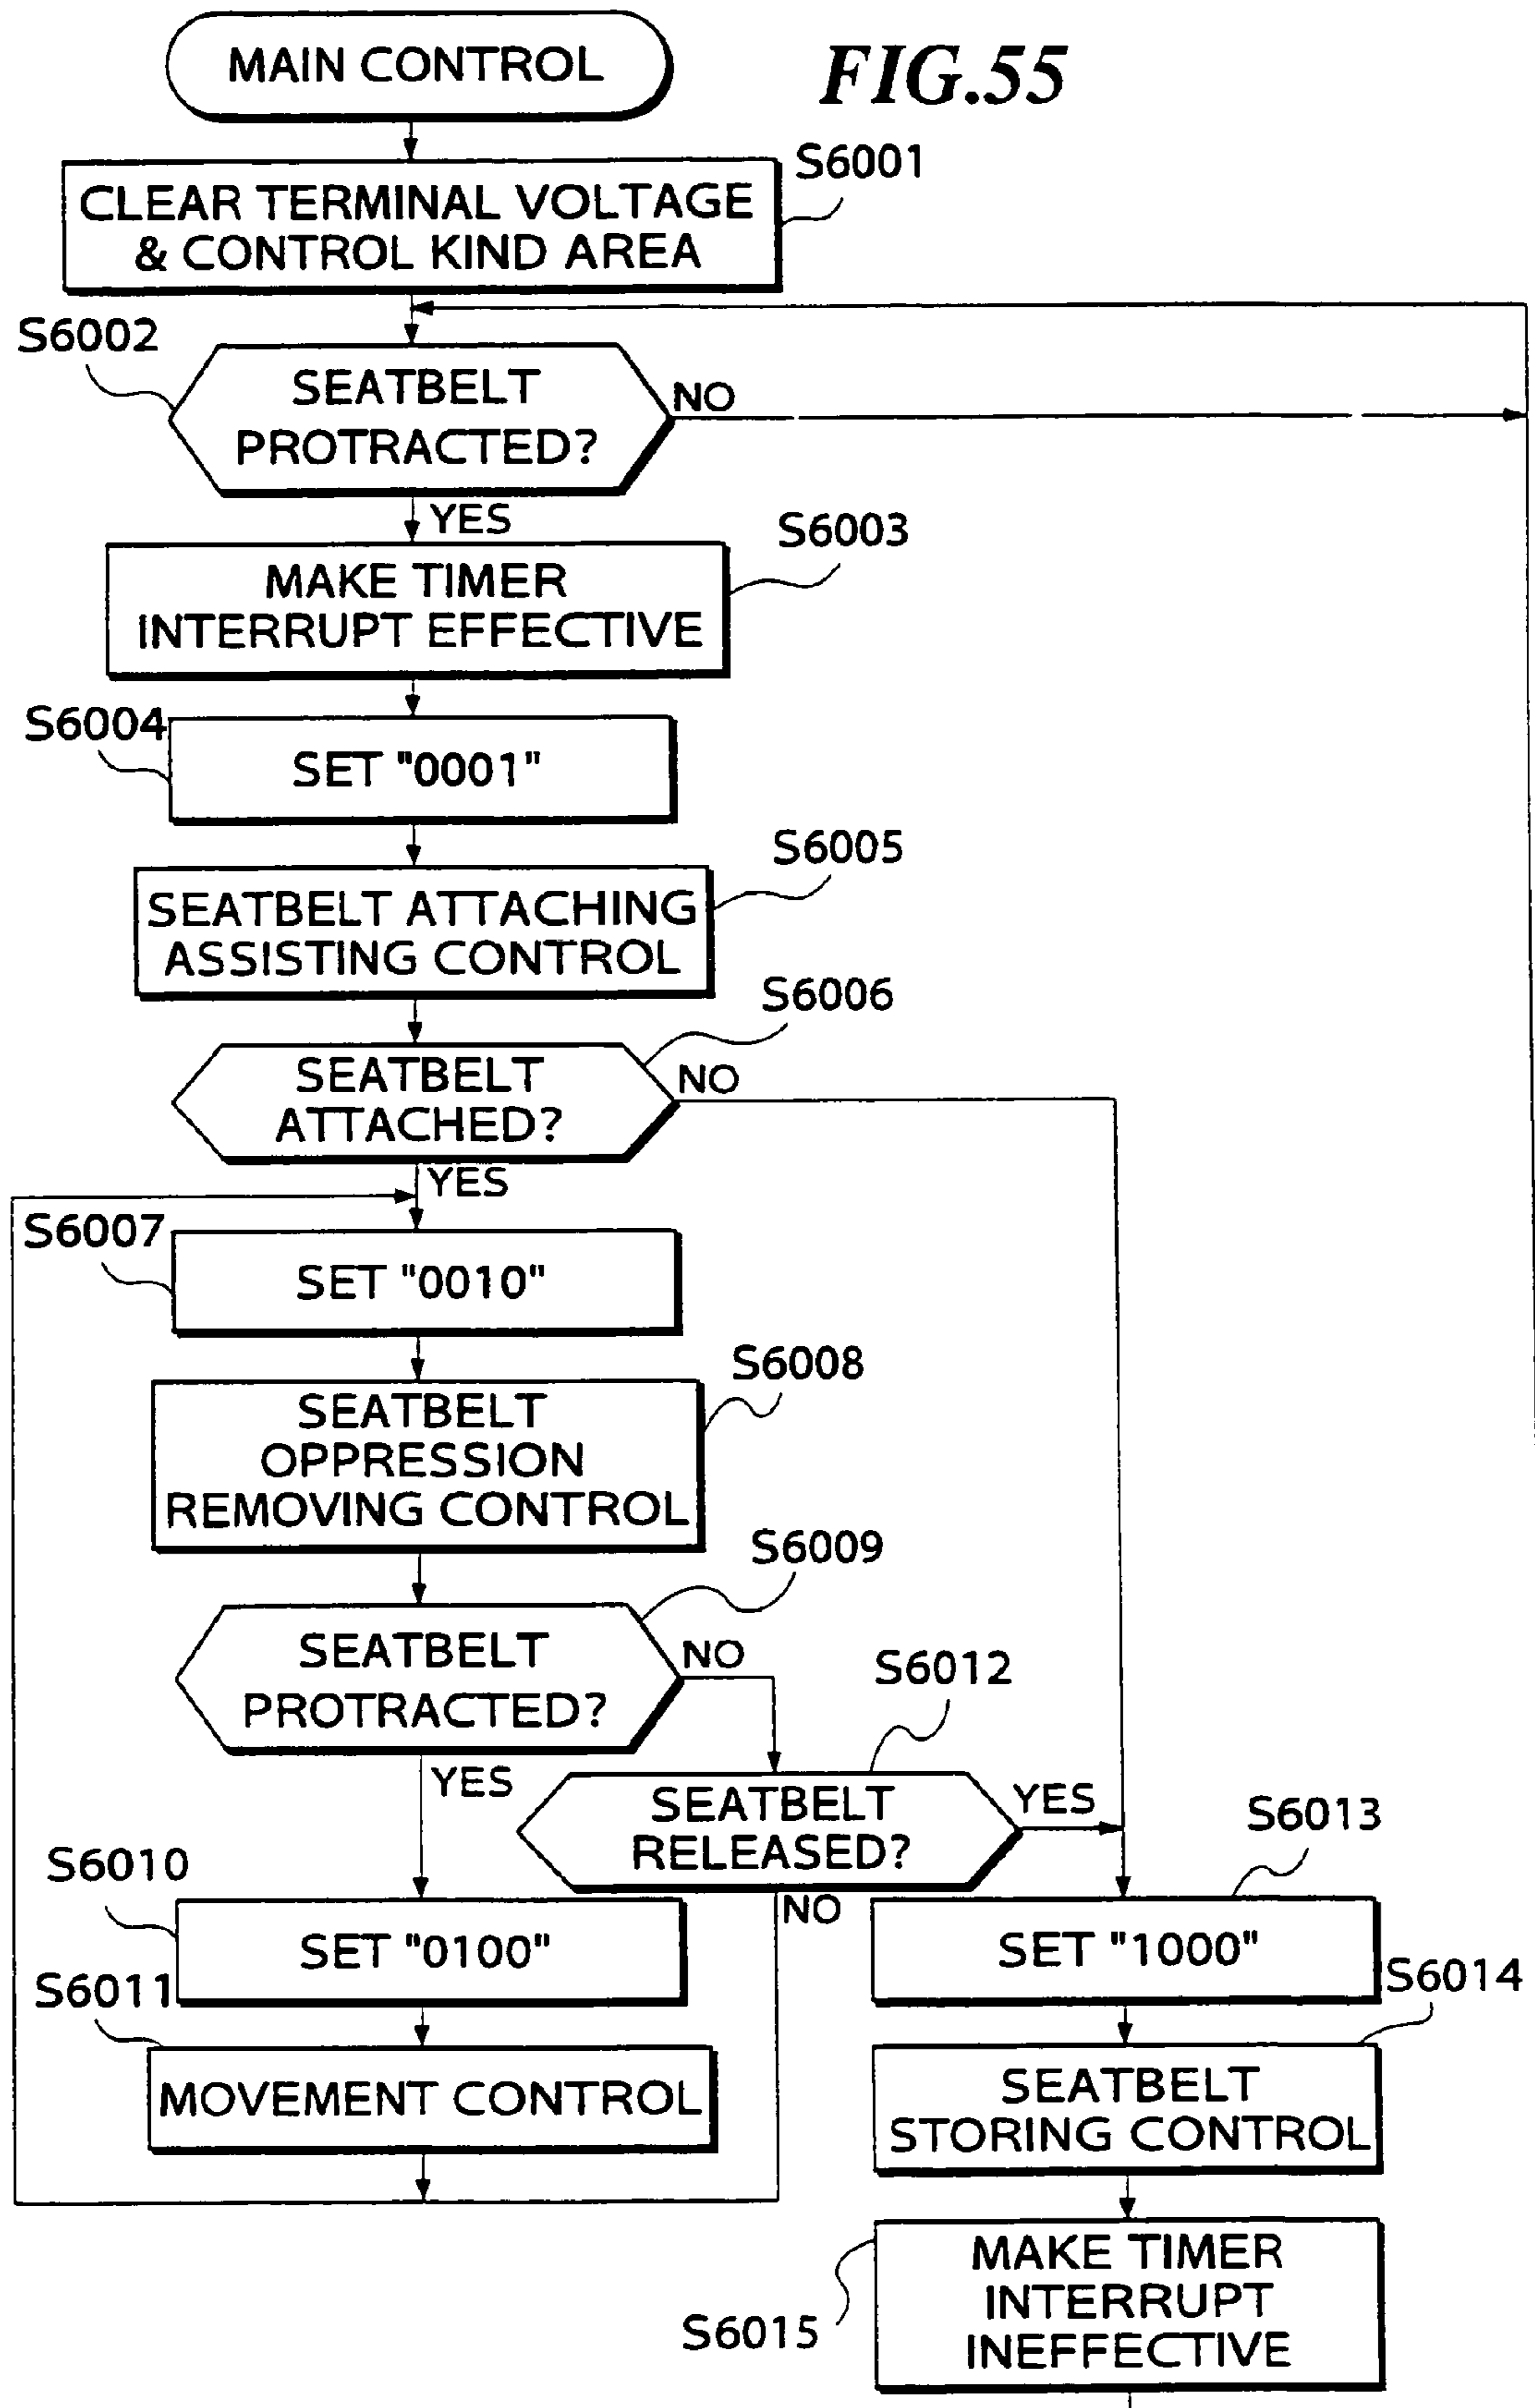 MAIN CONTROL
FIG.55
S6001
CLEAR TERMINAL VOLTAGE
& CONTROL KIND AREA
S6002
SEATBELT
PROTRACTED?
NO
YES
S6003
MAKE TIMER
INTERRUPT EFFECTIVE
S6004
SET "0001"
S6005
SEATBELT ATTACHING
ASSISTING CONTROL
S6006
SEATBELT
ATTACHED?
NO
YES
S6007
SET "0010"
S6008
SEATBELT
OPPRESSION
REMOVING CONTROL
S6009
SEATBELT
PROTRACTED?
NO
YES
S6012
SEATBELT
RELEASED?
YES
NO
S6010
SET "0100"
S6011
MOVEMENT CONTROL
S6013
SET "1000"
S6014
SEATBELT
STORING CONTROL
S6015
MAKE TIMER
INTERRUPT
INEFFECTIVE